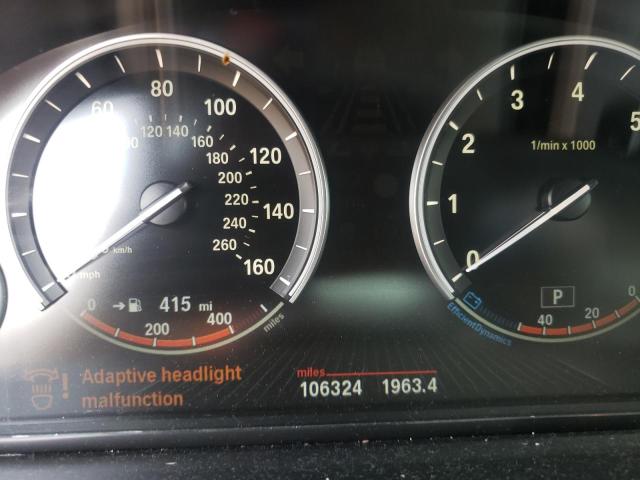 60 80 100 120 140 160
120 140 160 180 200 220 240 260
km/h
mph
0 200 400 miles
415 mi
0 1 2 3 4 5
1/min x 1000
P
EfficientDynamics
40 20 0
Adaptive headlight
malfunction
miles
106324 1963.4